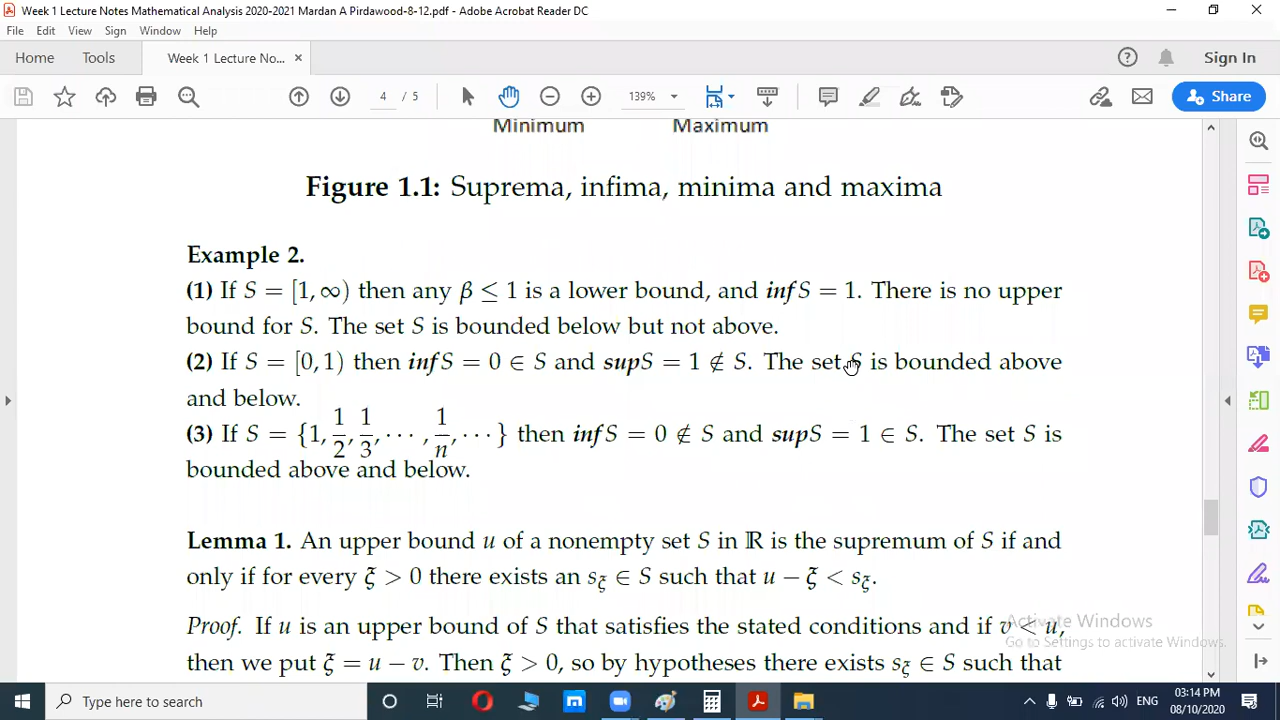 Week 1 Lecture Notes Mathematical Analysis 2020-2021 Mardan A Pirdawood-8-12.pdf - Adobe Acrobat Reader DC
File Edit View Sign Window Help
Home Tools Week 1 Lecture No... × Sign In
4 / 5 139% Share
Minimum Maximum
Figure 1.1: Suprema, infima, minima and maxima
Example 2.
(1) If S = [1, ∞) then any β ≤ 1 is a lower bound, and inf S = 1. There is no upper
bound for S. The set S is bounded below but not above.
(2) If S = [0, 1) then inf S = 0 ∈ S and sup S = 1 ∉ S. The set S is bounded above
and below.
(3) If S = {1, 1/2, 1/3, ⋯ , 1/n, ⋯ } then inf S = 0 ∉ S and sup S = 1 ∈ S. The set S is
bounded above and below.
Lemma 1. An upper bound u of a nonempty set S in ℝ is the supremum of S if and
only if for every ξ > 0 there exists an s_ξ ∈ S such that u − ξ < s_ξ.
Proof. If u is an upper bound of S that satisfies the stated conditions and if v < u,
then we put ξ = u − v. Then ξ > 0, so by hypotheses there exists s_ξ ∈ S such that
Activate Windows
Go to Settings to activate Windows.
Type here to search
ENG
03:14 PM
08/10/2020